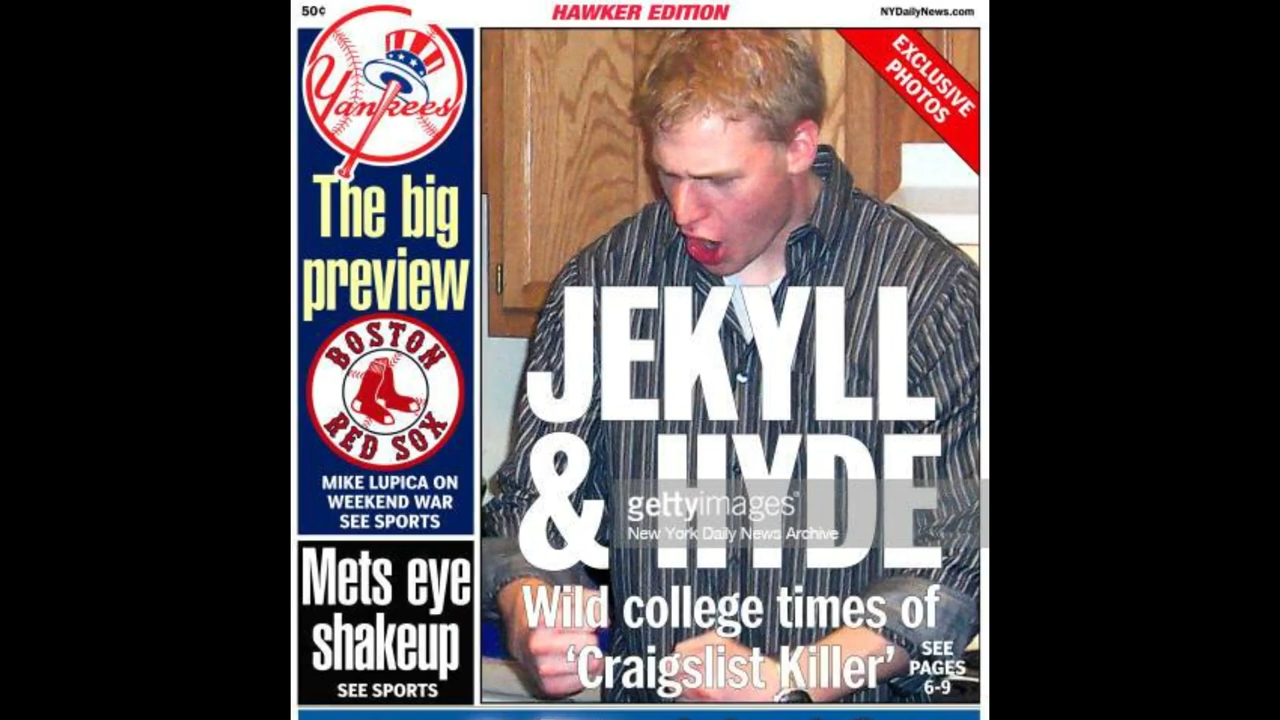 50¢
HAWKER EDITION
NYDailyNews.com
Yankees
The big
preview
BOSTON
RED SOX
MIKE LUPICA ON
WEEKEND WAR
SEE SPORTS
Mets eye
shakeup
SEE SPORTS
EXCLUSIVE
PHOTOS
JEKYLL
& HYDE
gettyimages®
New York Daily News Archive
Wild college times of
‘Craigslist Killer’
SEE
PAGES
6-9